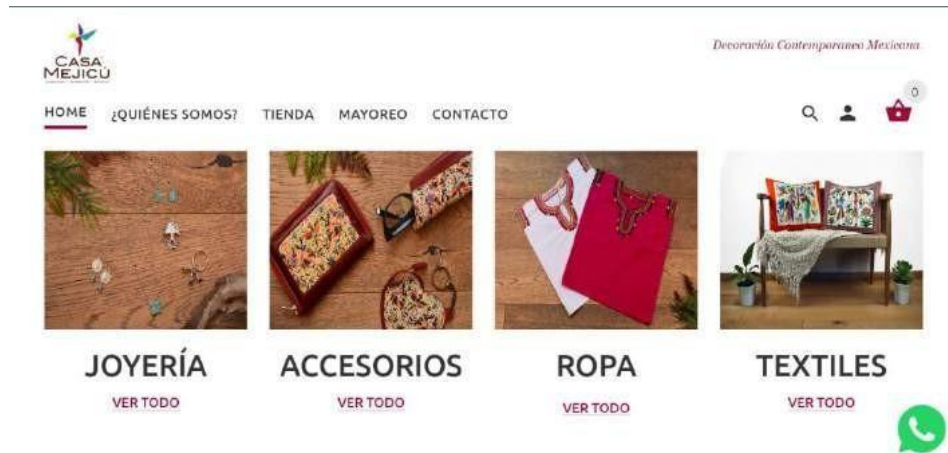 CASA
MEJICÚ
Decoración Contemporanea Mexicana
0
HOME ¿QUIÉNES SOMOS? TIENDA MAYOREO CONTACTO
JOYERÍA ACCESORIOS ROPA TEXTILES
VER TODO VER TODO VER TODO VER TODO